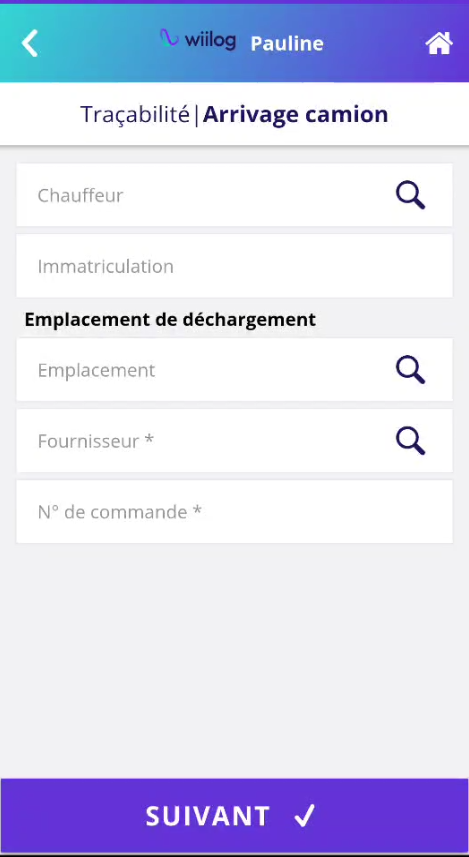 wiilog Pauline
Traçabilité|Arrivage camion
Chauffeur
Immatriculation
Emplacement de déchargement
Emplacement
Fournisseur *
N° de commande *
SUIVANT